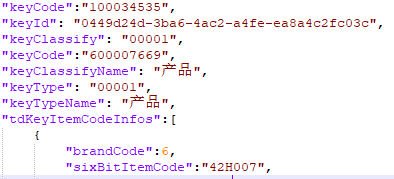 "keyCode":"100034535",
"keyId": "0449d24d-3ba6-4ac2-a4fe-ea8a4c2fc03c",
"keyClassify": "00001",
"keyCode":"600007669",
"keyClassifyName": "产品",
"keyType": "00001",
"keyTypeName": "产品",
"tdKeyItemCodeInfos":[
{
"brandCode":6,
"sixBitItemCode":"42H007",